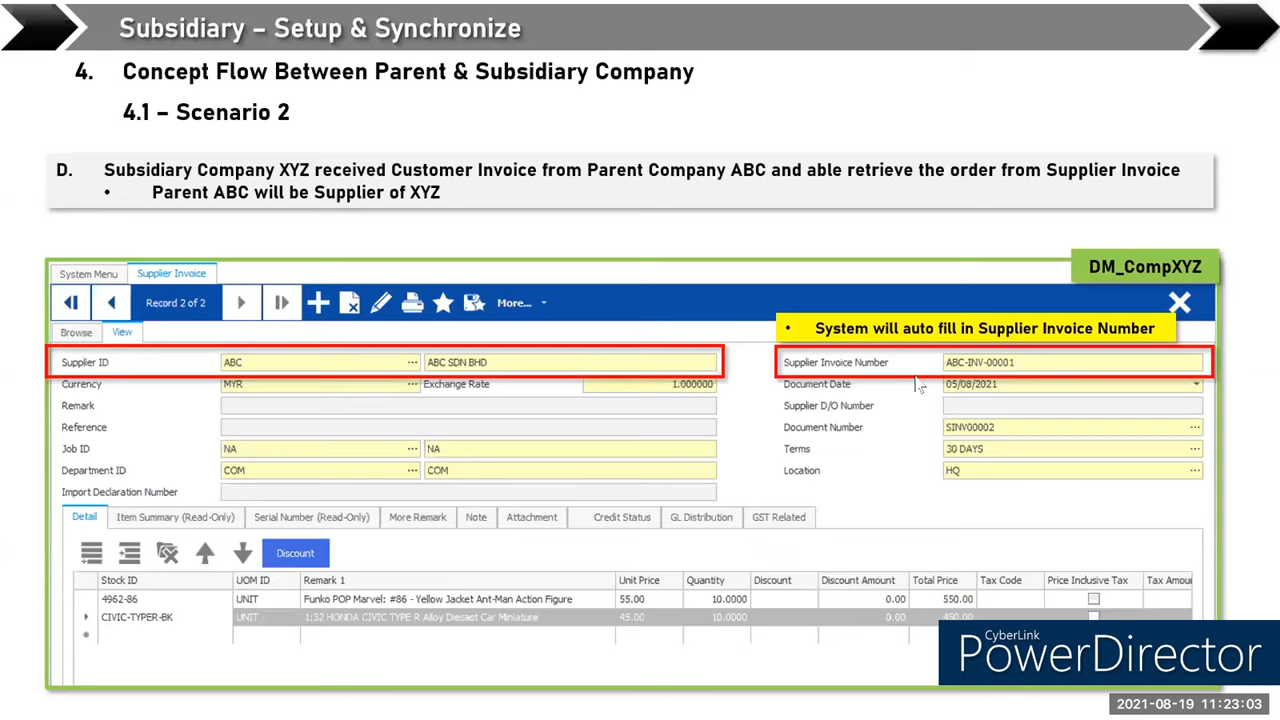 Subsidiary – Setup & Synchronize
4. Concept Flow Between Parent & Subsidiary Company
4.1 – Scenario 2
D. Subsidiary Company XYZ received Customer Invoice from Parent Company ABC and able retrieve the order from Supplier Invoice
• Parent ABC will be Supplier of XYZ
DM_CompXYZ
System Menu Supplier Invoice
Record 2 of 2 More...
• System will auto fill in Supplier Invoice Number
Browse View
Supplier ID ABC ... ABC SDN BHD Supplier Invoice Number ABC-INV-00001
Currency MYR ... Exchange Rate 1.000000 Document Date 05/08/2021
Remark Supplier D/O Number
Reference Document Number SINV00002 ...
Job ID NA ... NA Terms 30 DAYS ...
Department ID COM ... COM Location HQ ...
Import Declaration Number
Detail Item Summary (Read-Only) Serial Number (Read-Only) More Remark Note Attachment Credit Status GL Distribution GST Related
Discount
Stock ID UOM ID Remark 1 Unit Price Quantity Discount Discount Amount Total Price Tax Code Price Inclusive Tax Tax Amou
4962-86 UNIT Funko POP Marvel: #86 - Yellow Jacket Ant-Man Action Figure 55.00 10.0000 0.00 550.00
CIVIC-TYPER-BK UNIT 1:32 HONDA CIVIC TYPE R Alloy Diecast Car Miniature 45.00 10.0000 0.00 450.00
CyberLink
PowerDirector
2021-08-19 11:23:03